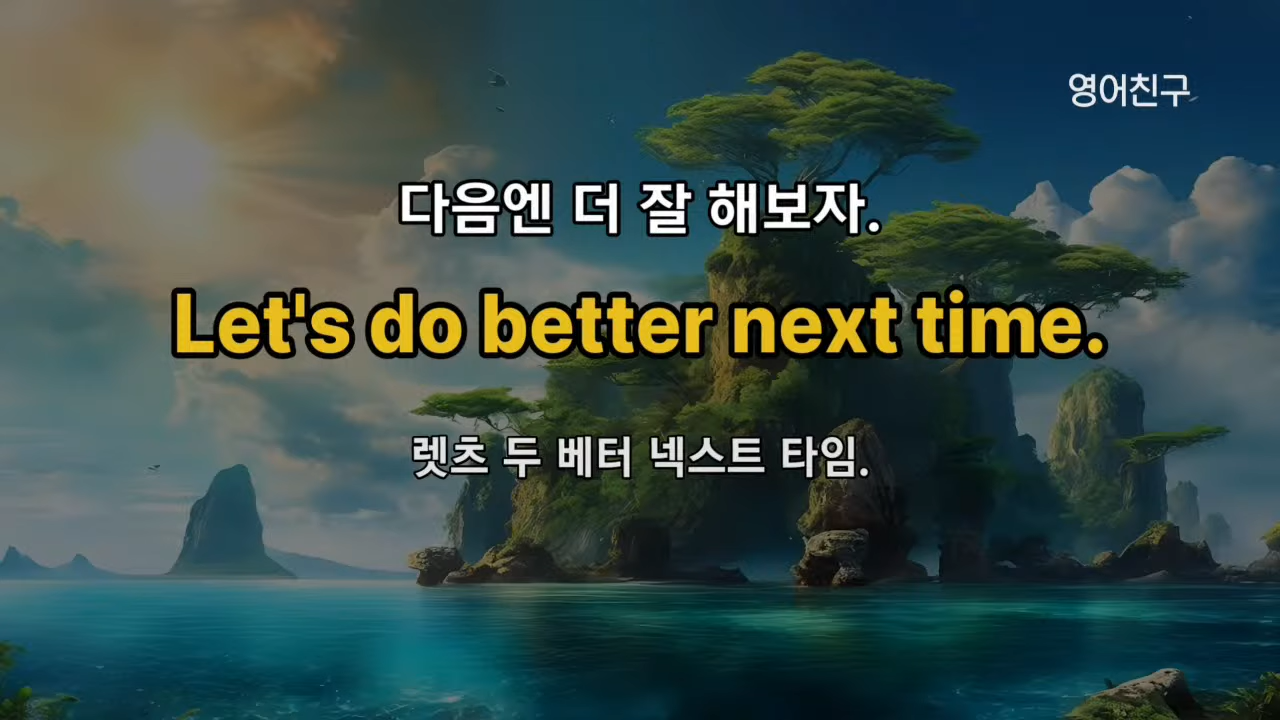 영어친구
다음엔 더 잘 해보자.
Let's do better next time.
렛츠 두 베터 넥스트 타임.